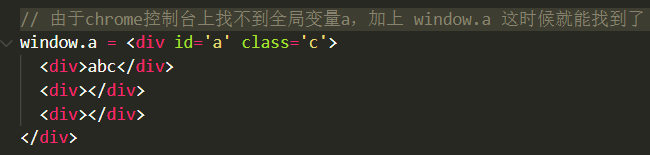 // 由于chrome控制台上找不到全局变量a，加上 window.a 这时候就能找到了
window.a = <div id='a' class='c'>
<div>abc</div>
<div></div>
<div></div>
</div>